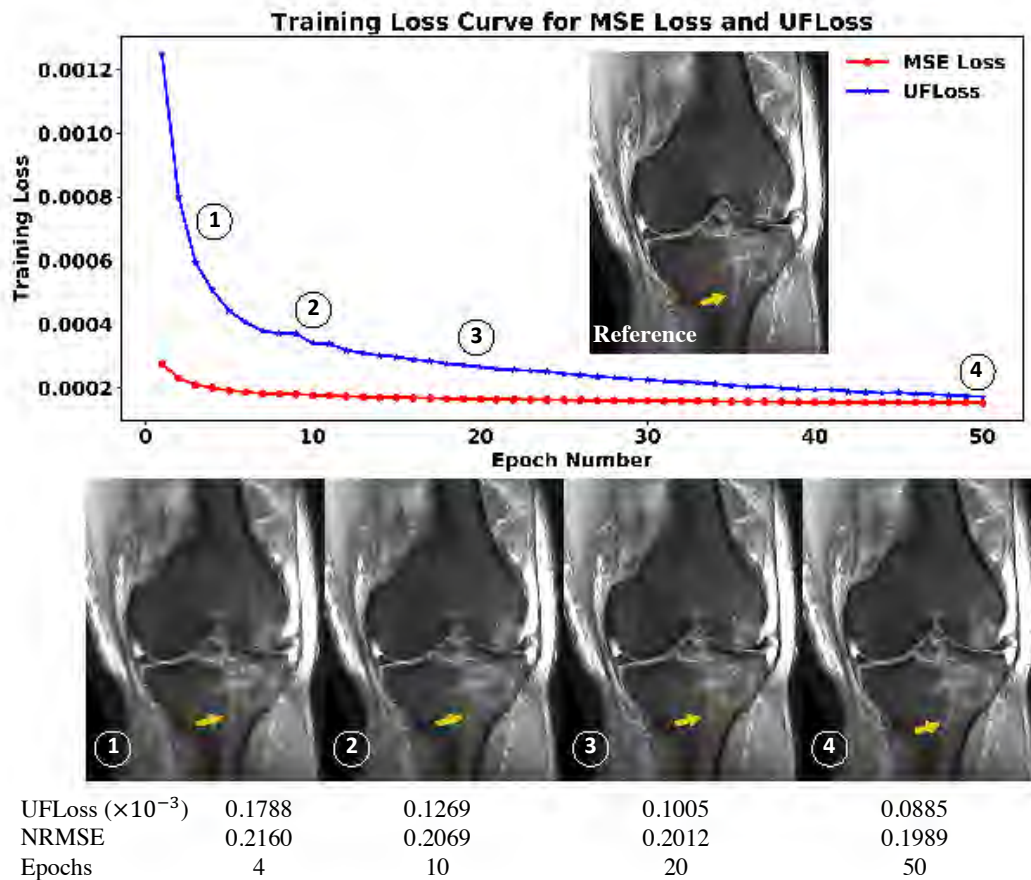 Training Loss Curve for MSE Loss and UFLoss
MSE Loss
UFLoss
Training Loss
0.0012
0.0010
0.0008
0.0006
0.0004
0.0002
1
2
3
4
Reference
0 10 20 30 40 50
Epoch Number
1 2 3 4
UFLoss (×10⁻³) 0.1788 0.1269 0.1005 0.0885
NRMSE 0.2160 0.2069 0.2012 0.1989
Epochs 4 10 20 50